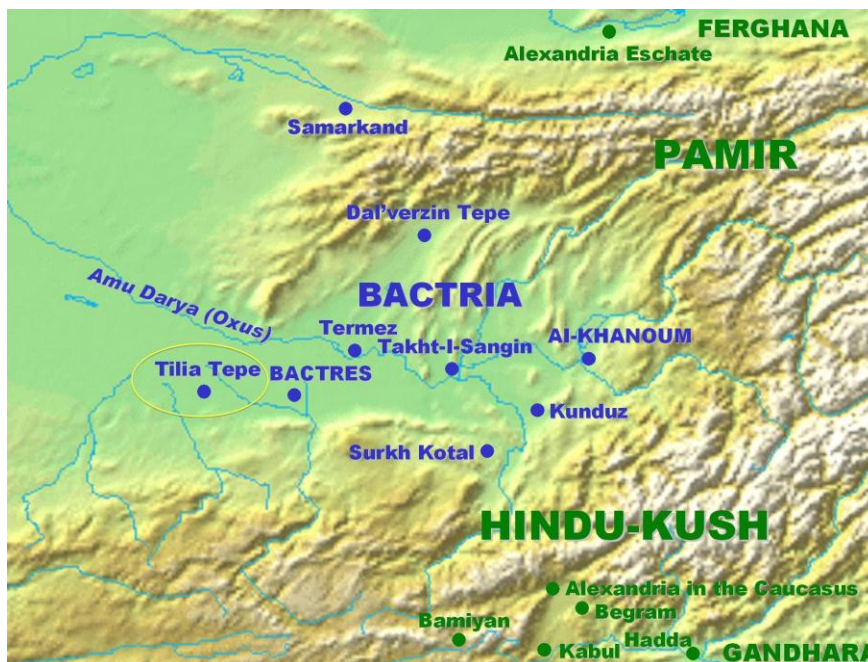 FERGHANA
Alexandria Eschate
Samarkand
PAMIR
Dal'verzin Tepe
BACTRIA
Amu Darya (Oxus)
Termez
AI-KHANOUM
Takht-I-Sangin
Tilia Tepe
BACTRES
Kunduz
Surkh Kotal
HINDU-KUSH
Alexandria in the Caucasus
Begram
Bamiyan
Hadda
Kabul
GANDHARA